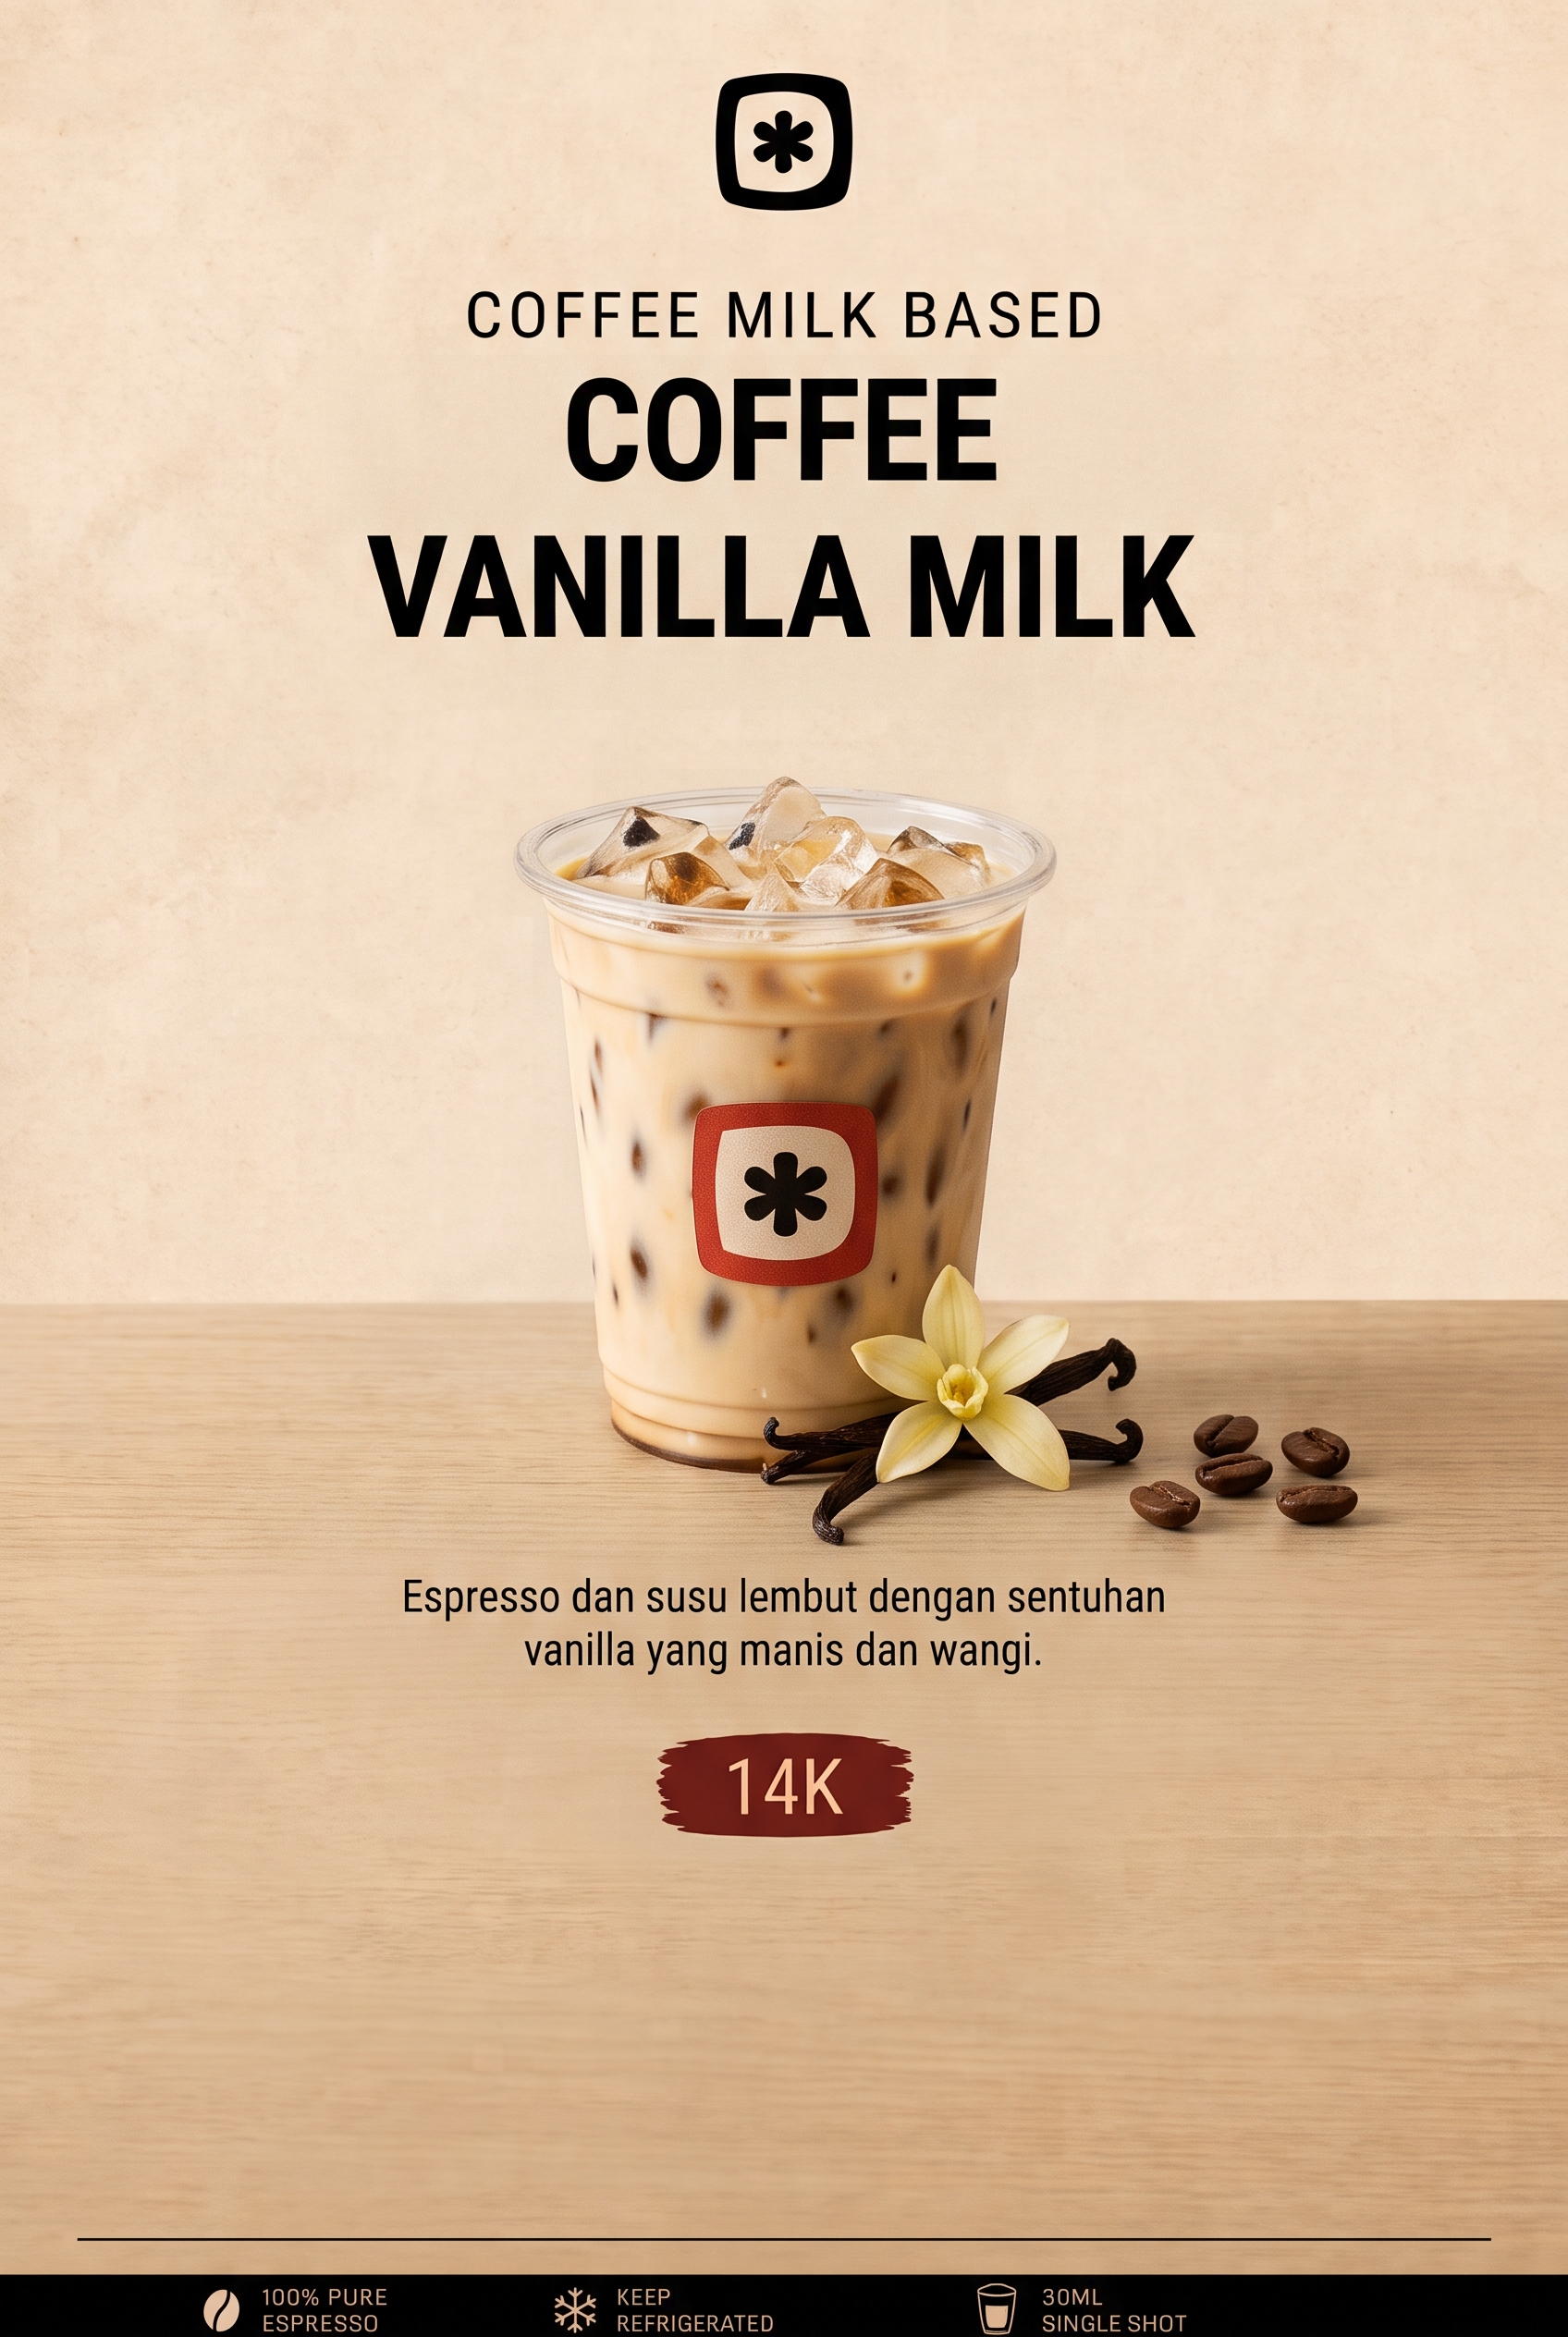 COFFEE MILK BASED
COFFEE
VANILLA MILK
Espresso dan susu lembut dengan sentuhan
vanilla yang manis dan wangi.
14K
100% PURE
ESPRESSO
KEEP
REFRIGERATED
30ML
SINGLE SHOT